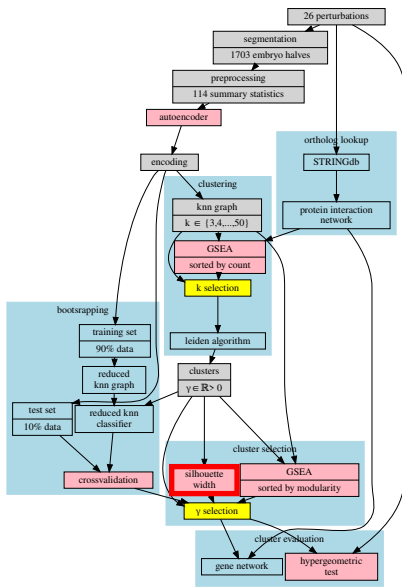 26 perturbations
segmentation
1703 embryo halves
preprocessing
114 summary statistics
autoencoder
ortholog lookup
encoding
STRINGdb
clustering
knn graph
k ∈ {3,4,...,50}
protein interaction
network
GSEA
sorted by count
k selection
bootsrapping
training set
90% data
leiden algorithm
reduced
knn graph
clusters
γ ∈ ℝ > 0
test set
10% data
reduced knn
classifier
cluster selection
crossvalidation
silhouette
width
GSEA
sorted by modularity
γ selection
cluster evaluation
gene network
hypergeometric
test